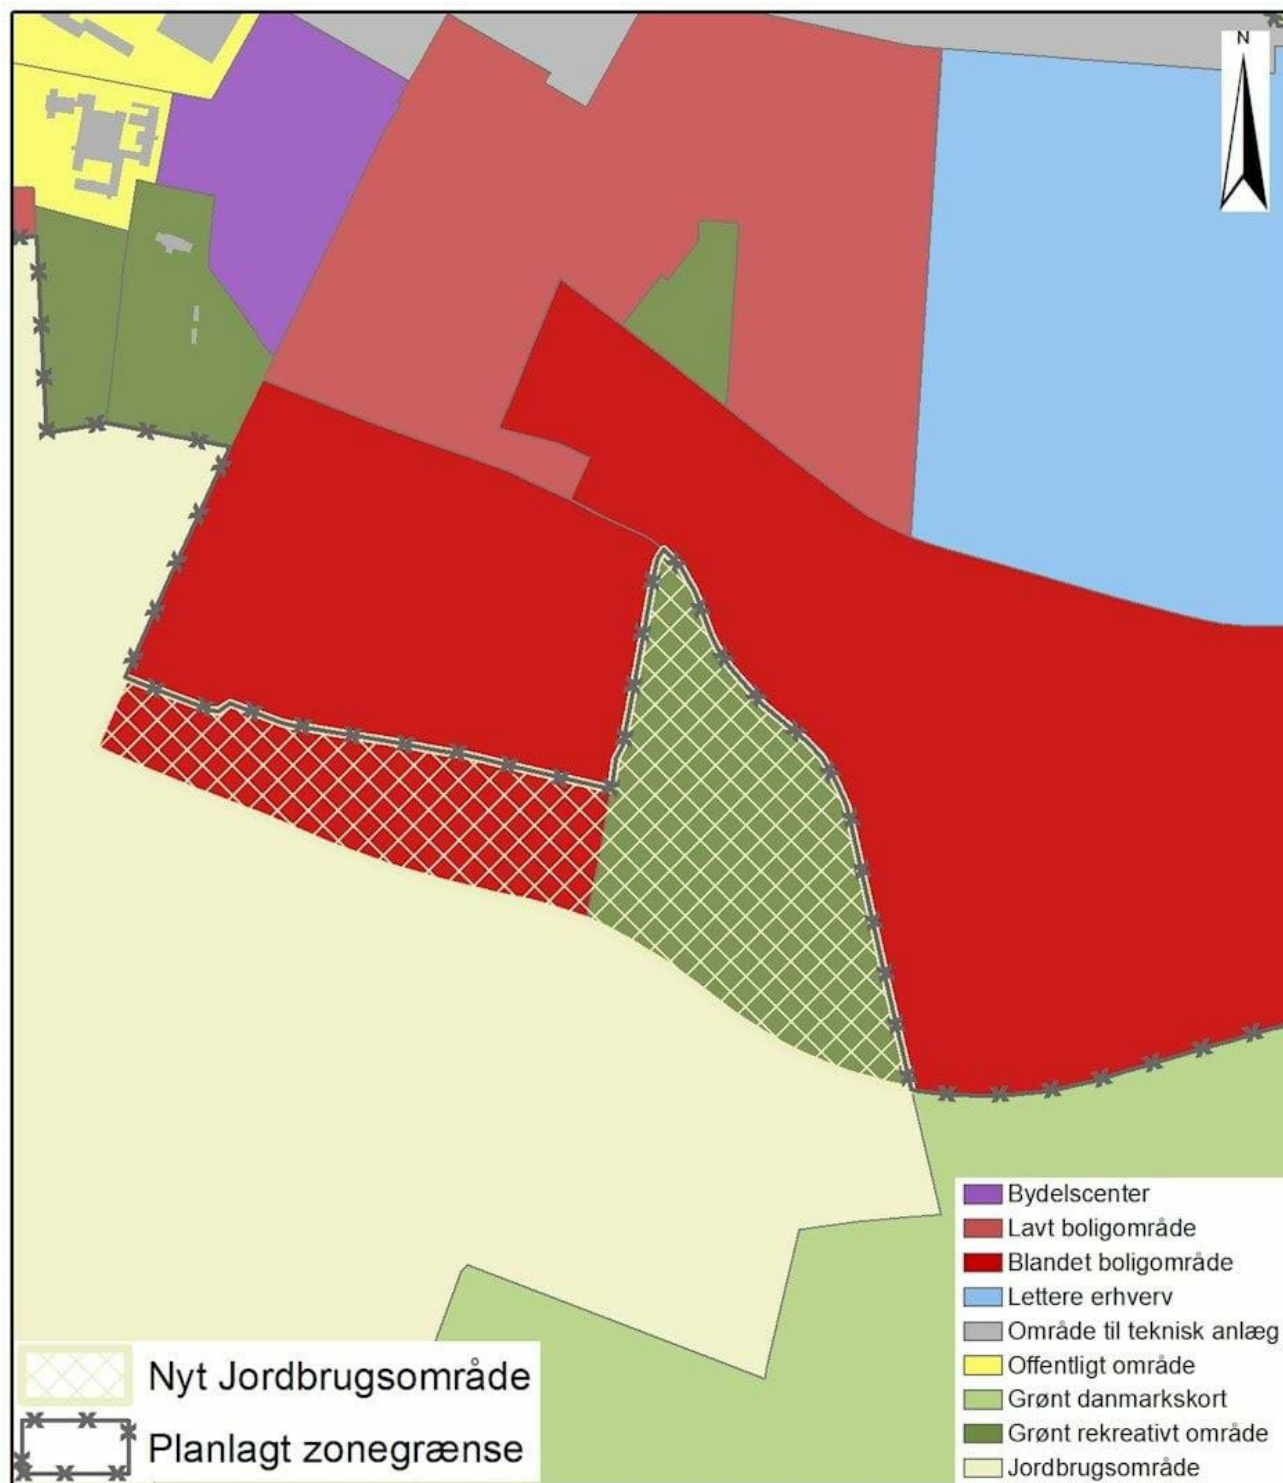 N
Bydelscenter
Lavt boligområde
Blandet boligområde
Lettere erhverv
Område til teknisk anlæg
Offentligt område
Grønt danmarkskort
Grønt rekreativt område
Jordbrugsområde
Nyt Jordbrugsområde
Planlagt zonegrænse